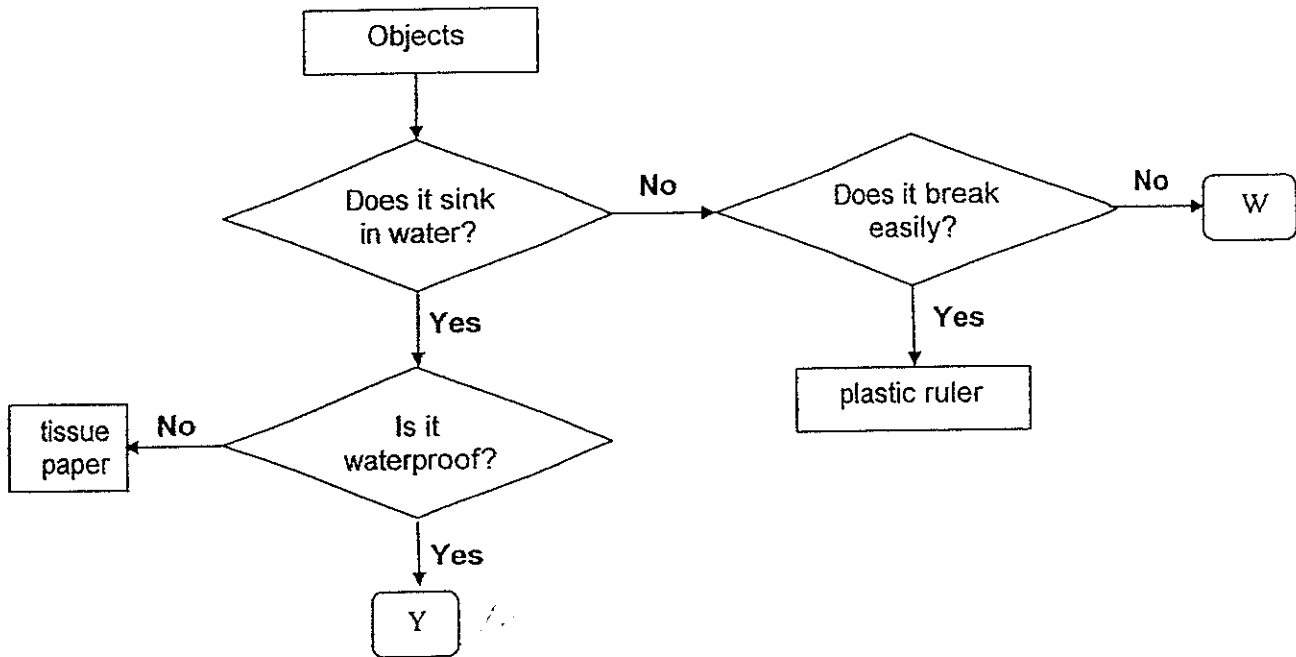 Objects
Does it sink
in water?
No
Does it break
easily?
No
W
Yes
Yes
plastic ruler
tissue
paper
No
Is it
waterproof?
Yes
Y